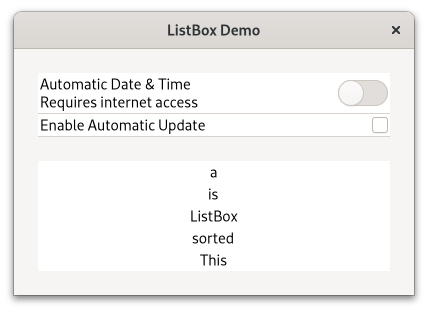 ListBox Demo
Automatic Date & Time
Requires internet access
Enable Automatic Update
a
is
ListBox
sorted
This